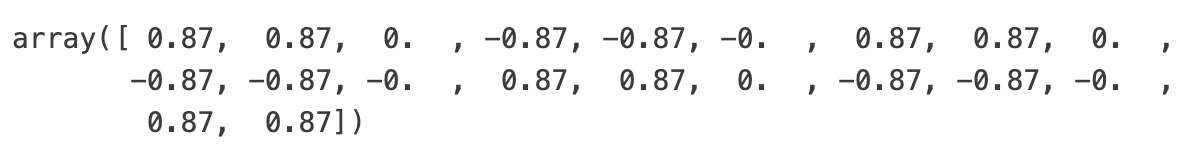 array([ 0.87,  0.87,  0.  , -0.87, -0.87, -0.  ,  0.87,  0.87,  0.  ,
       -0.87, -0.87, -0.  ,  0.87,  0.87,  0.  , -0.87, -0.87, -0.  ,
        0.87,  0.87])